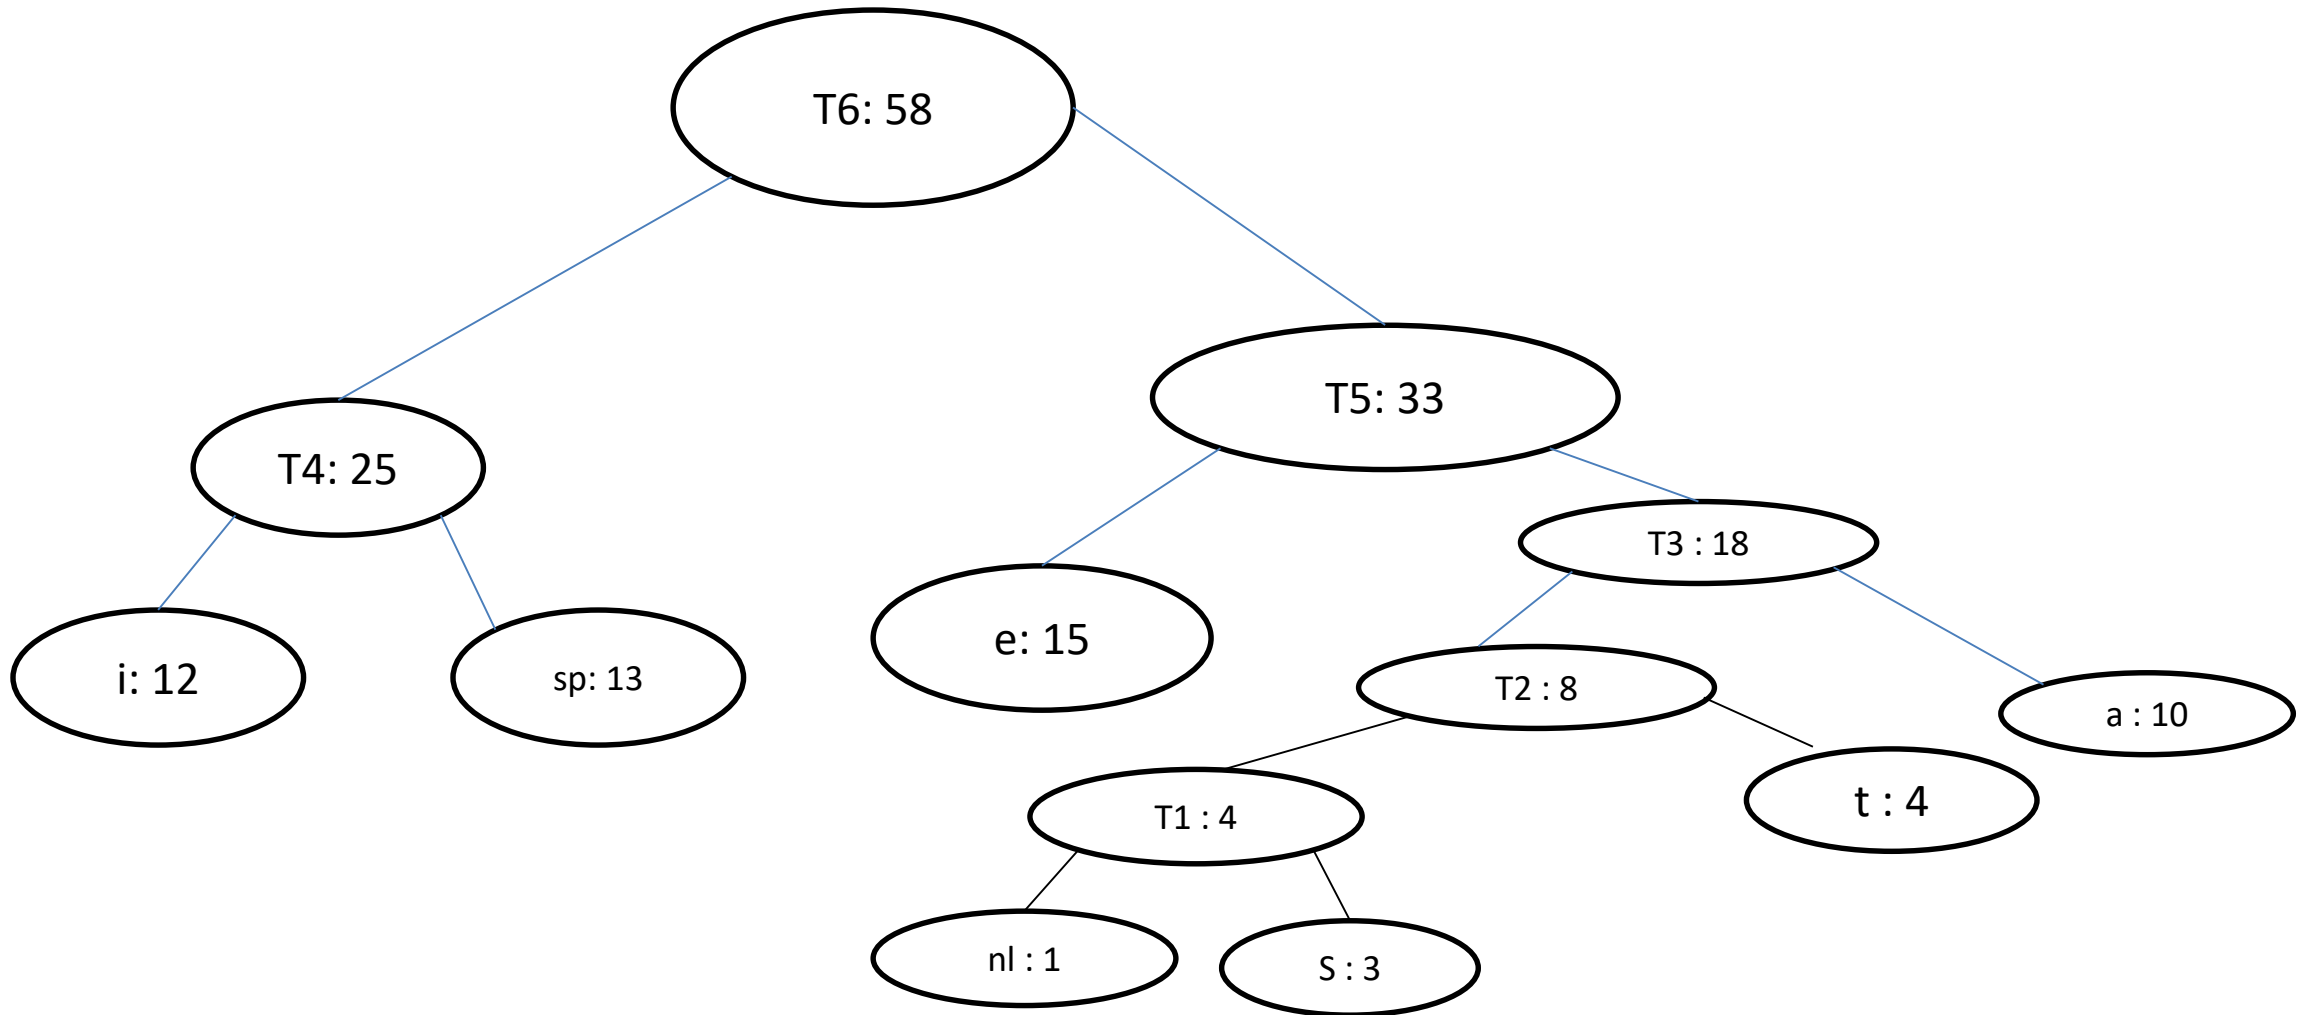 T6: 58
T5: 33
T4: 25
T3 : 18
e: 15
i: 12
sp: 13
T2 : 8
a : 10
t : 4
T1 : 4
nl : 1
S : 3